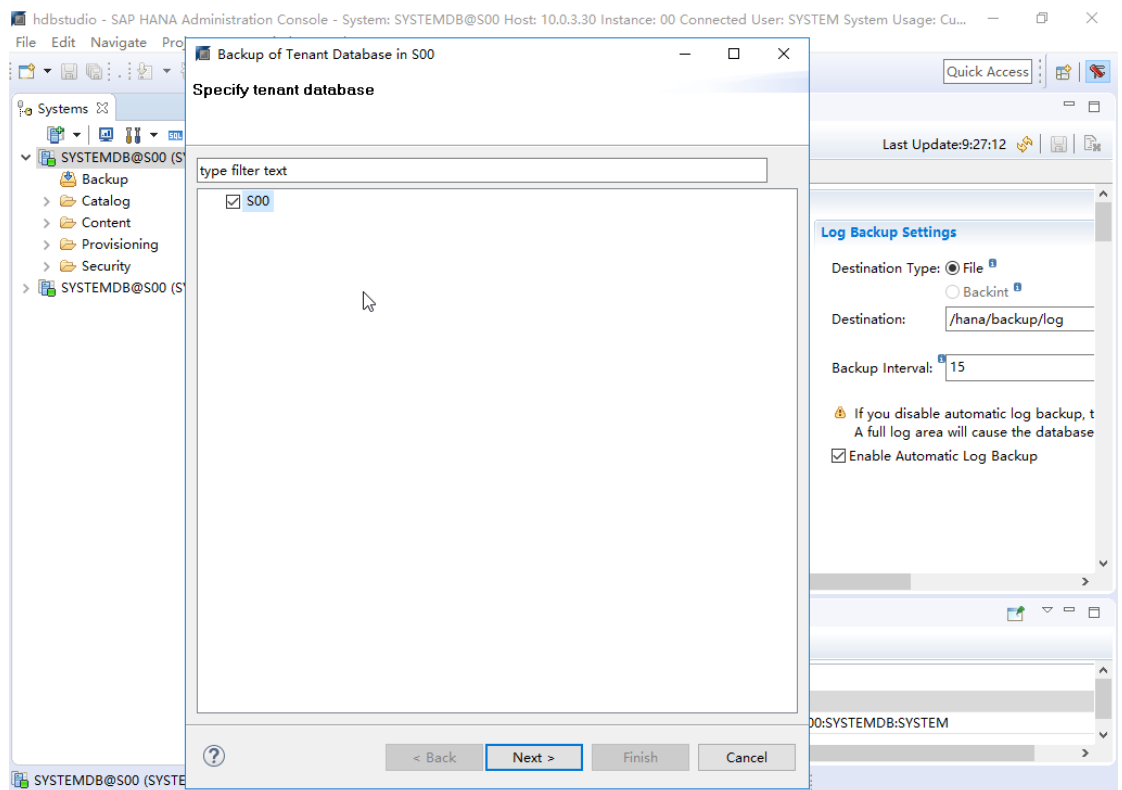 hdbstudio - SAP HANA Administration Console - System: SYSTEMDB@S00 Host: 10.0.3.30 Instance: 00 Connected User: SYSTEM System Usage: Cu...
File Edit Navigate Proj
Backup of Tenant Database in S00
Specify tenant database
Quick Access
Systems
Last Update:9:27:12
SQL
SYSTEMDB@S00 (S
Backup
Catalog
Content
Provisioning
Security
SYSTEMDB@S00 (S
type filter text
S00
Log Backup Settings
Destination Type: File
Backint
Destination: /hana/backup/log
Backup Interval: 15
If you disable automatic log backup, t
A full log area will cause the database
Enable Automatic Log Backup
00:SYSTEMDB:SYSTEM
? < Back Next > Finish Cancel
SYSTEMDB@S00 (SYSTE